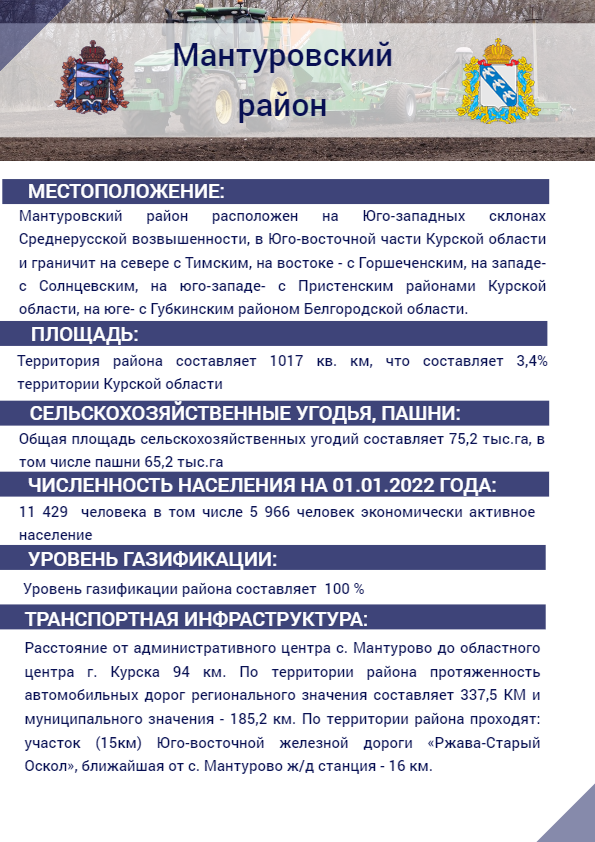 Мантуровский
район
МЕСТОПОЛОЖЕНИЕ:
Мантуровский район расположен на Юго-западных склонах
Среднерусской возвышенности, в Юго-восточной части Курской области
и граничит на севере с Тимским, на востоке - с Горшеченским, на западе-
с Солнцевским, на юго-западе- с Пристенским районами Курской
области, на юге- с Губкинским районом Белгородской области.
ПЛОЩАДЬ:
Территория района составляет 1017 кв. км, что составляет 3,4%
территории Курской области
СЕЛЬСКОХОЗЯЙСТВЕННЫЕ УГОДЬЯ, ПАШНИ:
Общая площадь сельскохозяйственных угодий составляет 75,2 тыс.га, в
том числе пашни 65,2 тыс.га
ЧИСЛЕННОСТЬ НАСЕЛЕНИЯ НА 01.01.2022 ГОДА:
11 429 человека в том числе 5 966 человек экономически активное
население
УРОВЕНЬ ГАЗИФИКАЦИИ:
Уровень газификации района составляет 100 %
ТРАНСПОРТНАЯ ИНФРАСТРУКТУРА:
Расстояние от административного центра с. Мантурово до областного
центра г. Курска 94 км. По территории района протяженность
автомобильных дорог регионального значения составляет 337,5 КМ и
муниципального значения - 185,2 км. По территории района проходят:
участок (15км) Юго-восточной железной дороги «Ржава-Старый
Оскол», ближайшая от с. Мантурово ж/д станция - 16 км.